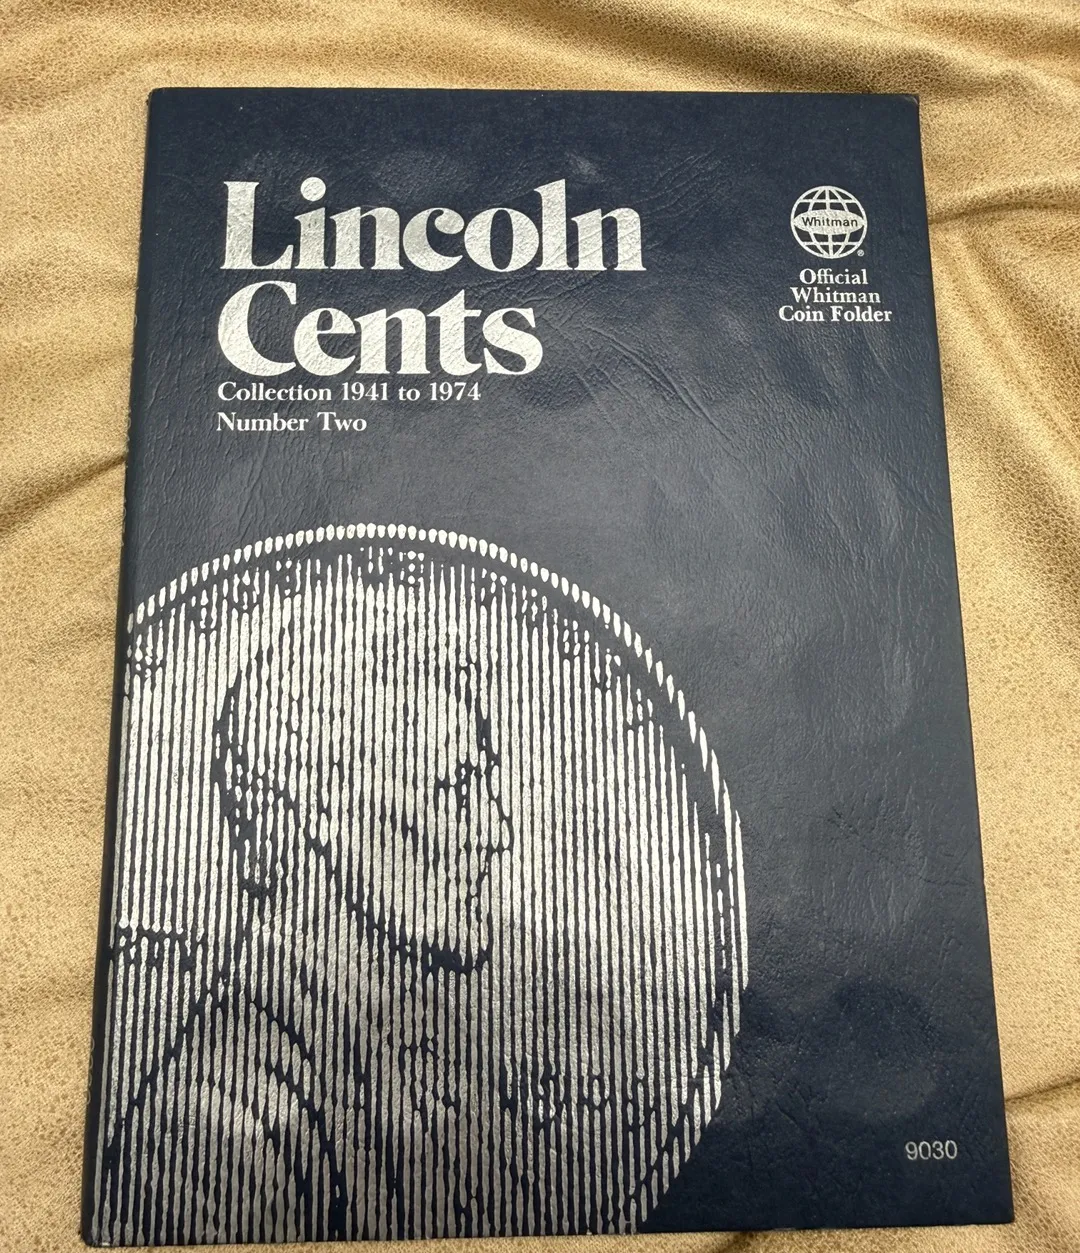 Lincoln
Cents
Collection 1941 to 1974
Number Two
Whitman
®
Official
Whitman
Coin Folder
9030